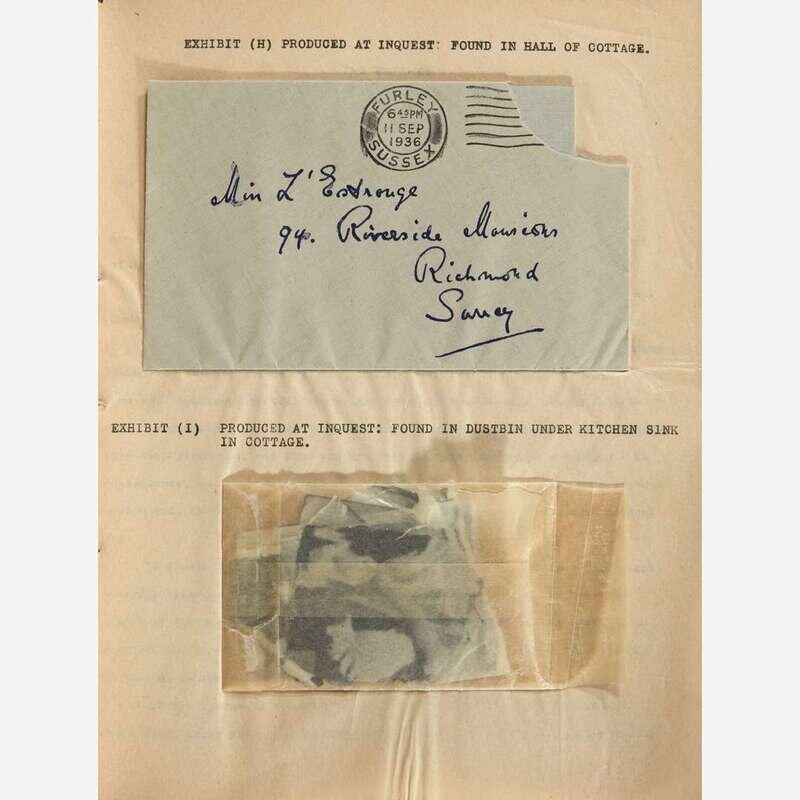 EXHIBIT (H) PRODUCED AT INQUEST: FOUND IN HALL OF COTTAGE.
FURLEY
6 45 PM
11 SEP
1936
SUSSEX
Miss L'Estrange
94. Riverside Mansions
Richmond
Surrey
EXHIBIT (I) PRODUCED AT INQUEST: FOUND IN DUSTBIN UNDER KITCHEN SINK
IN COTTAGE.